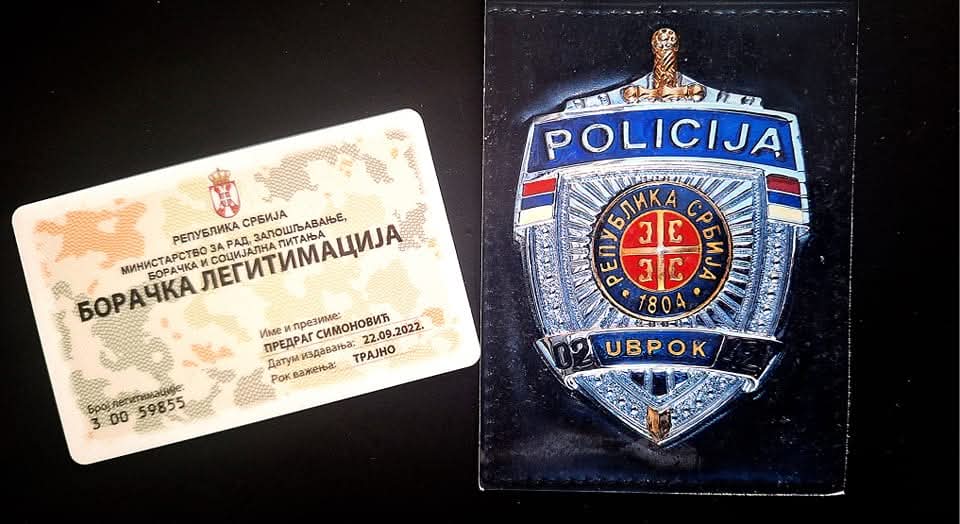 РЕПУБЛИКА СРБИЈА
МИНИСТАРСТВО ЗА РАД, ЗАПОШЉАВАЊЕ,
БОРАЧКА И СОЦИЈАЛНА ПИТАЊА
БОРАЧКА ЛЕГИТИМАЦИЈА
Име и презиме:
ПРЕДРАГ СИМОНОВИЋ
Датум издавања: 22.09.2022.
Рок важења: ТРАЈНО
Број легитимације:
3 00 59855
POLICIJA
РЕПУБЛИКА СРБИЈА
1804
02 UBPOK